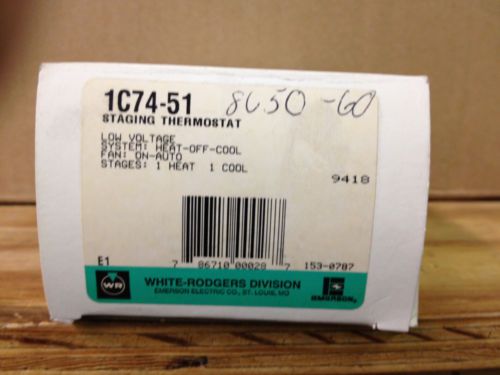 1C74-51 8650-60
STAGING THERMOSTAT
LOW VOLTAGE
SYSTEM: HEAT-OFF-COOL
FAN: ON-AUTO
STAGES: 1 HEAT 1 COOL
9418
E1
7 86710 00028 7 153-0787
WR WHITE-RODGERS DIVISION
EMERSON ELECTRIC CO., ST. LOUIS, MO
EMERSON